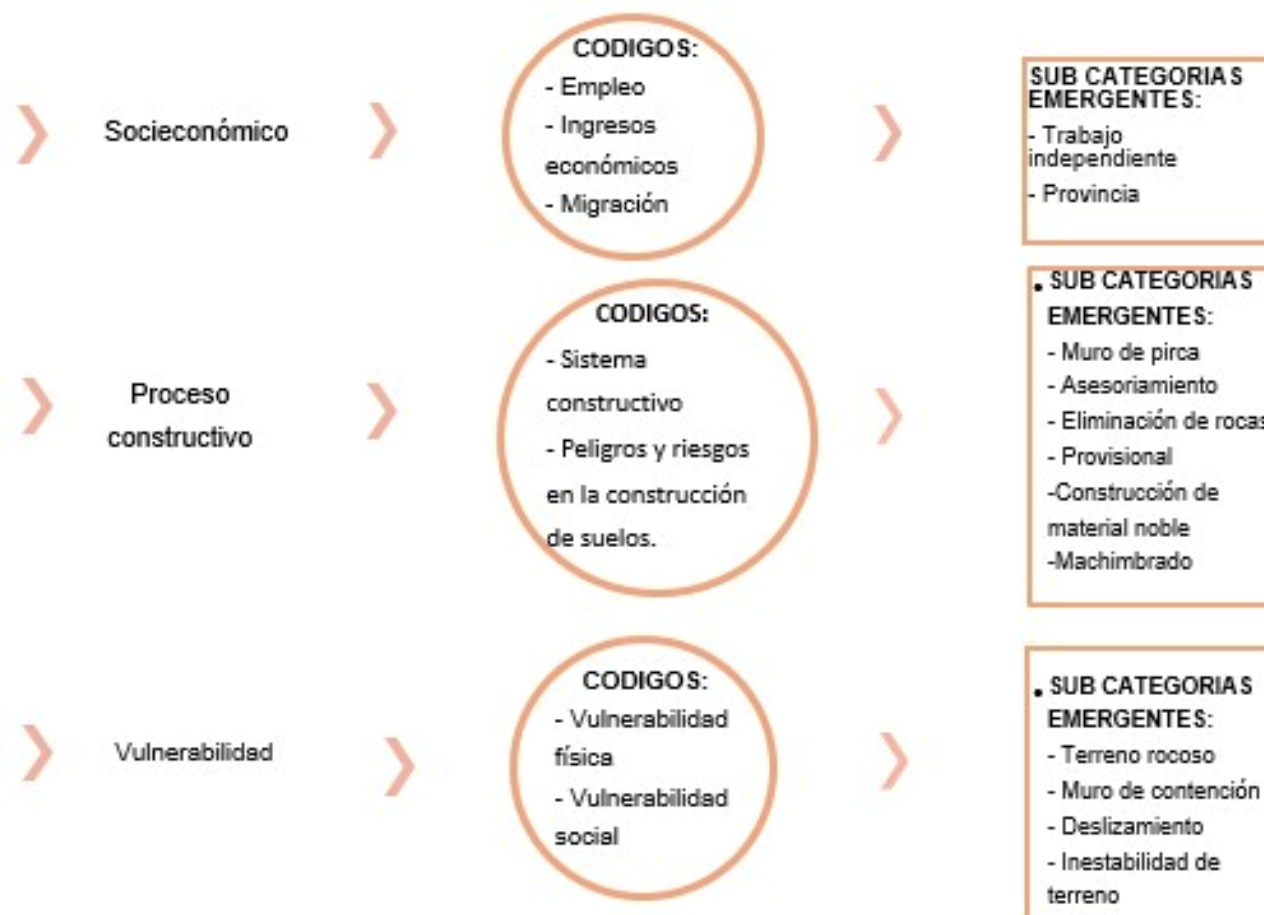 Socieconómico
CODIGOS:
- Empleo
- Ingresos
económicos
- Migración
SUB CATEGORIAS
EMERGENTES:
- Trabajo
independiente
- Provincia
Proceso
constructivo
CODIGOS:
- Sistema
constructivo
- Peligros y riesgos
en la construcción
de suelos.
. SUB CATEGORIAS
EMERGENTES:
- Muro de pirca
- Asesoriamiento
- Eliminación de rocas
- Provisional
-Construcción de
material noble
-Machimbrado
Vulnerabilidad
CODIGOS:
- Vulnerabilidad
física
- Vulnerabilidad
social
. SUB CATEGORIAS
EMERGENTES:
- Terreno rocoso
- Muro de contención
- Deslizamiento
- Inestabilidad de
terreno